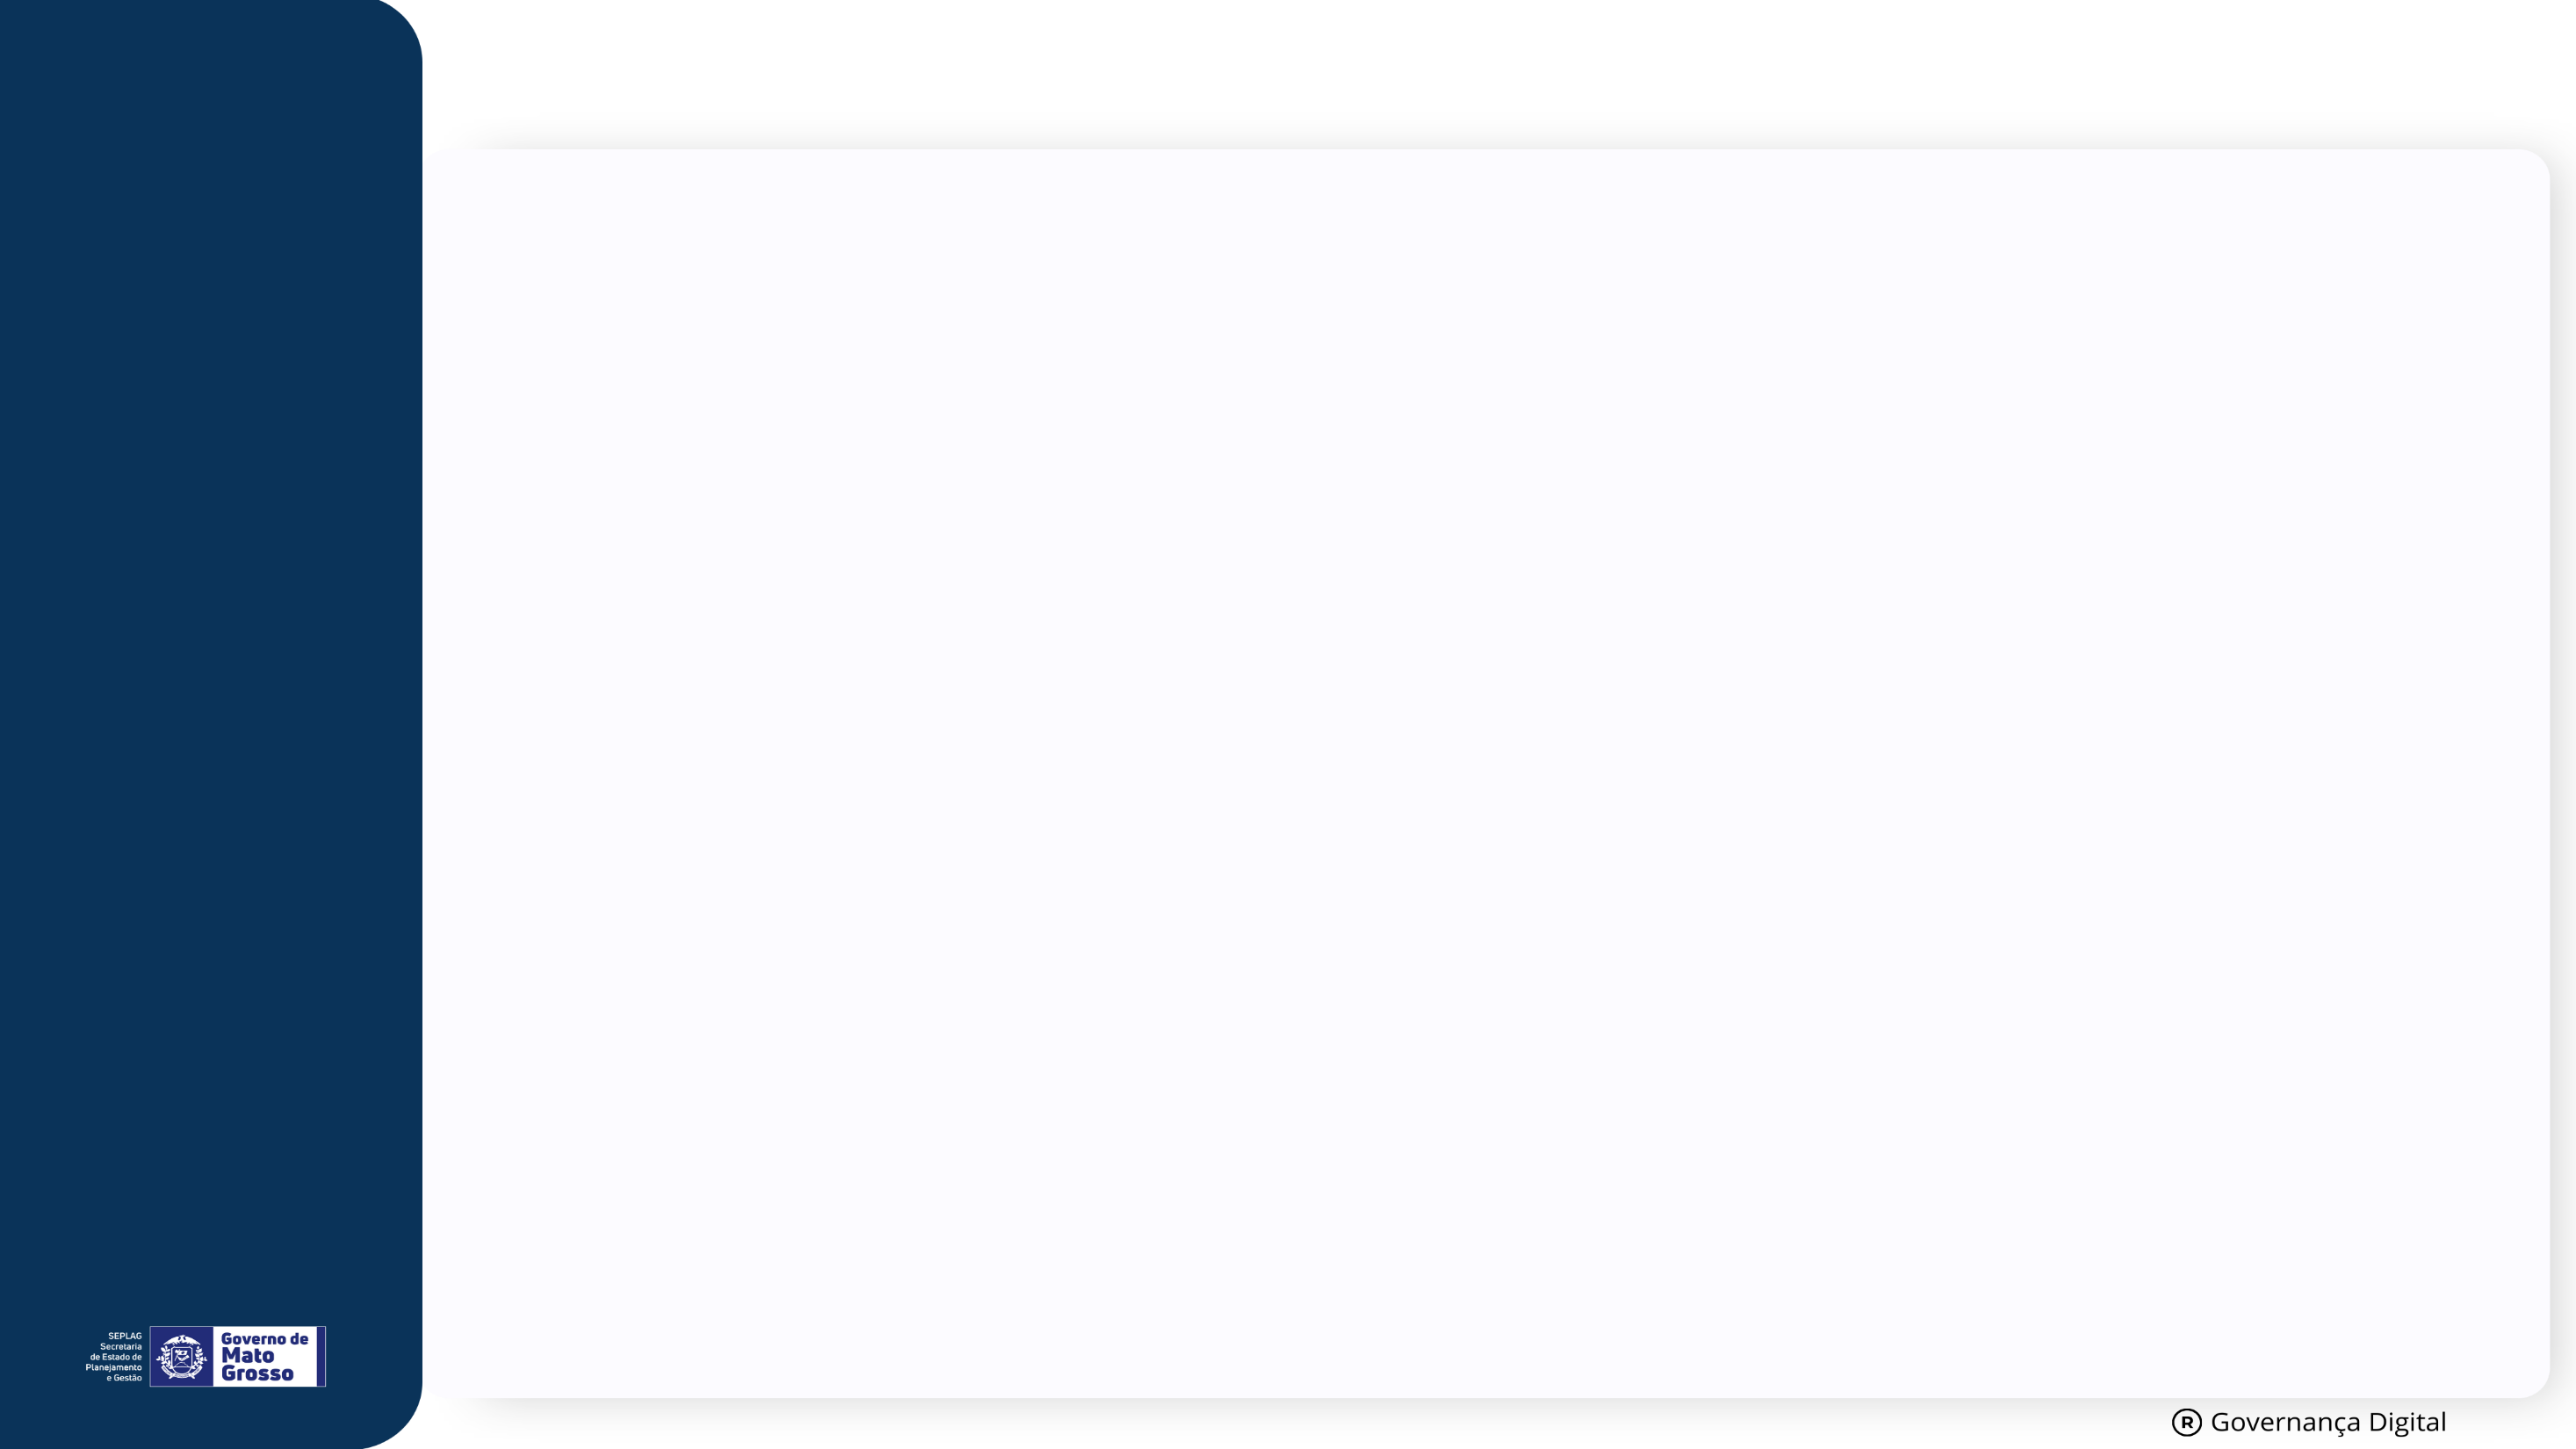 SEPLAG
Secretaria
de Estado de
Planejamento
e Gestão
Governo de
Mato
Grosso
® Governança Digital